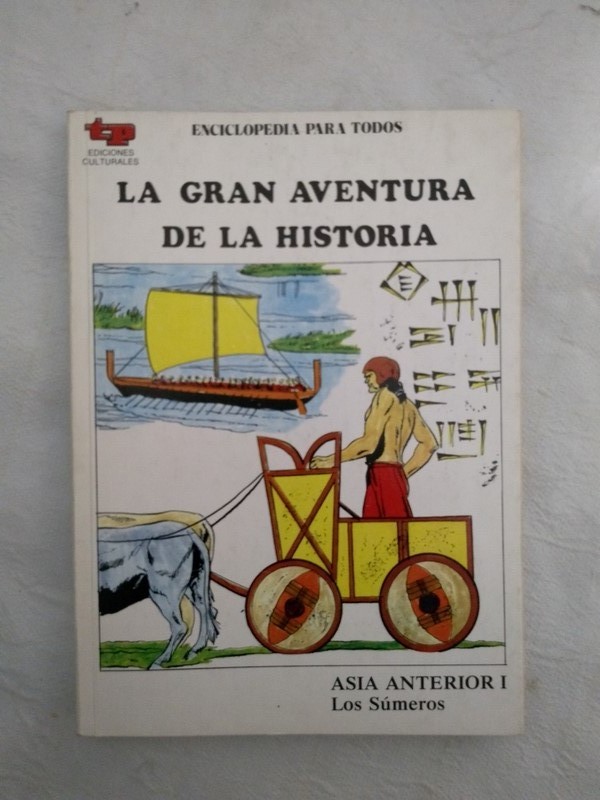 tp
EDICIONES
CULTURALES
ENCICLOPEDIA PARA TODOS
LA GRAN AVENTURA
DE LA HISTORIA
ASIA ANTERIOR I
Los Súmeros